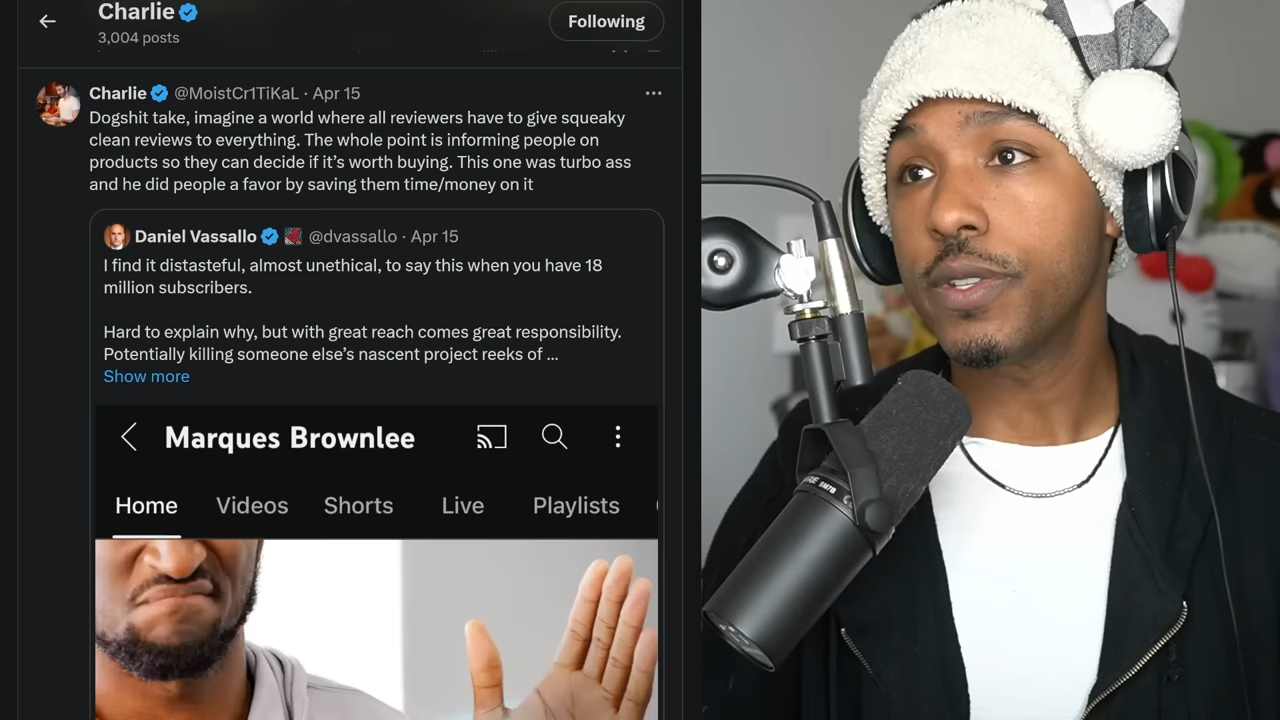 Charlie
3,004 posts
Following
Charlie @MoistCr1TiKaL · Apr 15
Dogshit take, imagine a world where all reviewers have to give squeaky
clean reviews to everything. The whole point is informing people on
products so they can decide if it’s worth buying. This one was turbo ass
and he did people a favor by saving them time/money on it
Daniel Vassallo @dvassallo · Apr 15
I find it distasteful, almost unethical, to say this when you have 18
million subscribers.
Hard to explain why, but with great reach comes great responsibility.
Potentially killing someone else’s nascent project reeks of ...
Show more
Marques Brownlee
Home Videos Shorts Live Playlists
SM7B